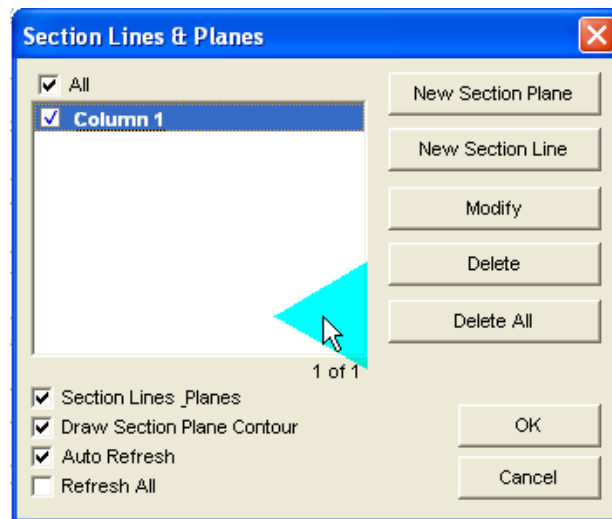 Section Lines & Planes
All
Column 1
1 of 1
Section Lines _Planes
Draw Section Plane Contour
Auto Refresh
Refresh All
New Section Plane
New Section Line
Modify
Delete
Delete All
OK
Cancel